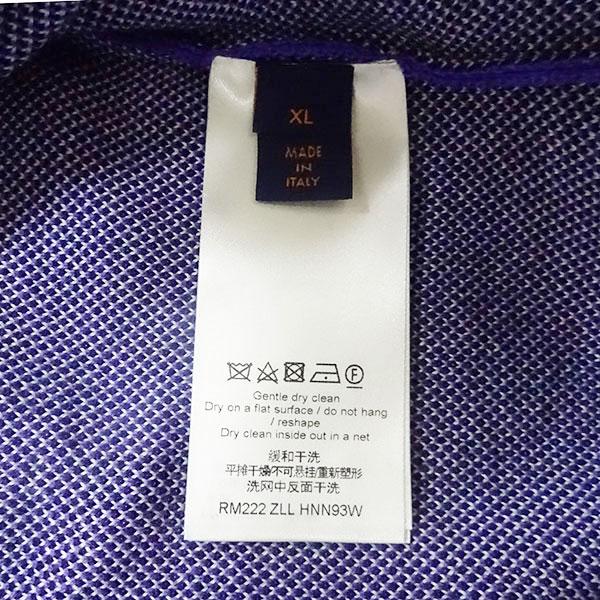 XL
MADE
IN
ITALY
F
Gentle dry clean
Dry on a flat surface / do not hang
/ reshape
Dry clean inside out in a net
缓和干洗
平摊干燥/不可悬挂/重新塑形
洗网中反面干洗
RM222 ZLL HNN93W